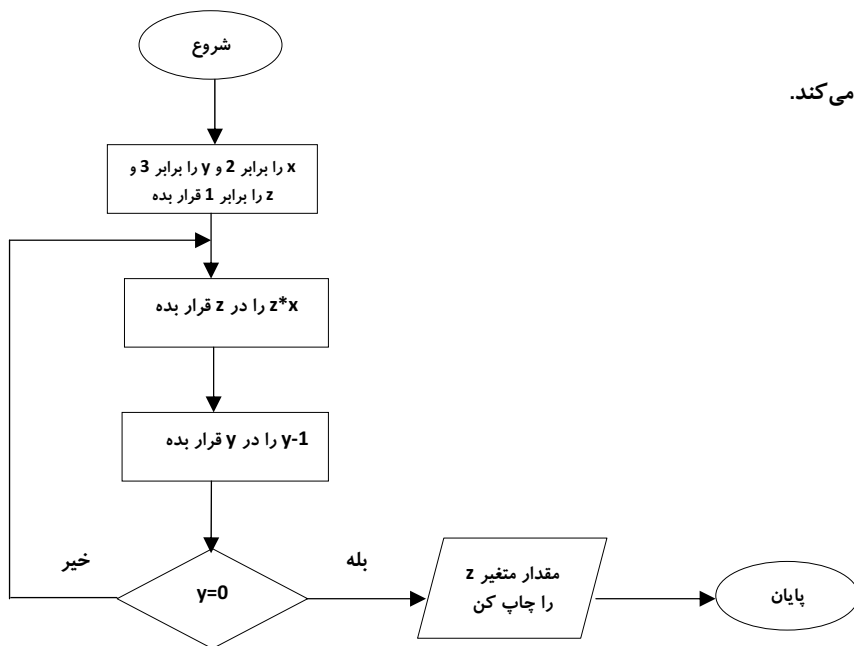 شروع
می‌کند.
x را برابر 2 و y را برابر 3 و
z را برابر 1 قرار بده
z*x را در z قرار بده
y-1 را در y قرار بده
خیر
بله
y=0
مقدار متغیر z
را چاپ کن
پایان